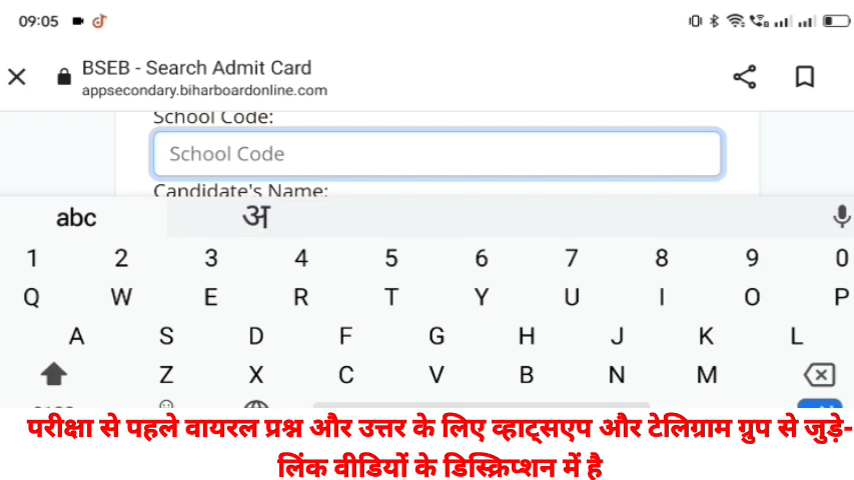 09:05
BSEB - Search Admit Card
appsecondary.biharboardonline.com
School Code:
School Code
Candidate's Name:
abc अ
1 2 3 4 5 6 7 8 9 0
Q W E R T Y U I O P
A S D F G H J K L
Z X C V B N M
परीक्षा से पहले वायरल प्रश्न और उत्तर के लिए व्हाट्सएप और टेलिग्राम ग्रुप से जुड़े-
लिंक वीडियों के डिस्क्रिप्शन में है